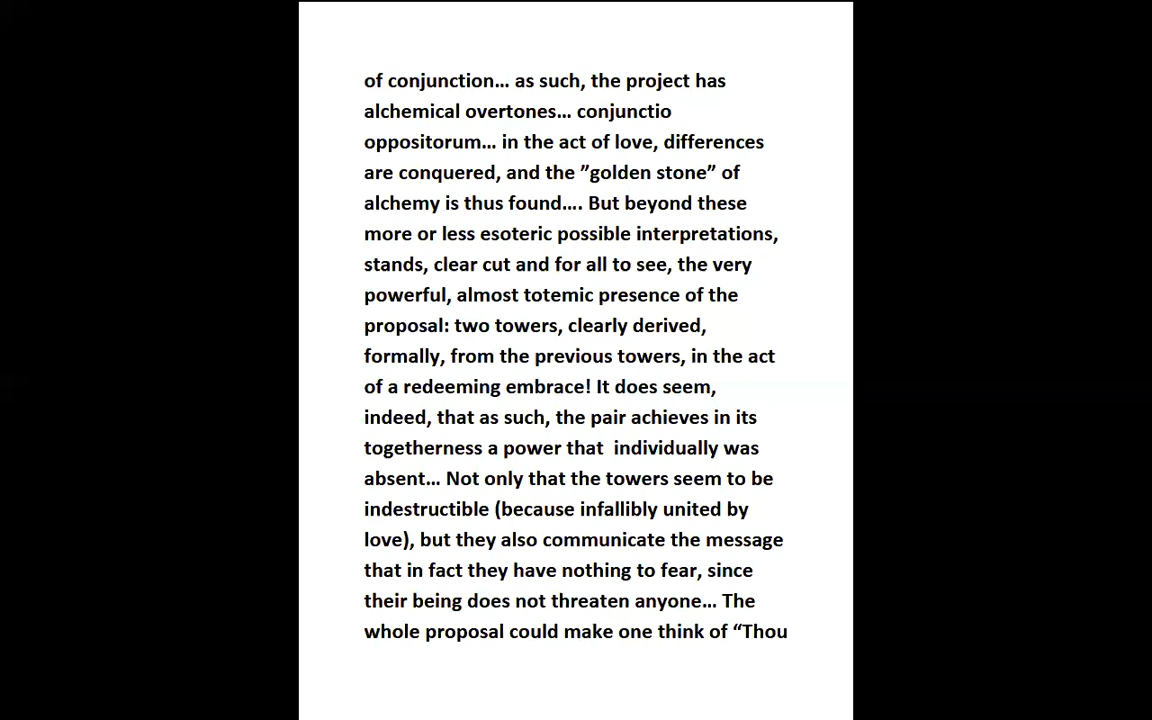 of conjunction… as such, the project has
alchemical overtones… conjunctio
oppositorum… in the act of love, differences
are conquered, and the ”golden stone” of
alchemy is thus found…. But beyond these
more or less esoteric possible interpretations,
stands, clear cut and for all to see, the very
powerful, almost totemic presence of the
proposal: two towers, clearly derived,
formally, from the previous towers, in the act
of a redeeming embrace! It does seem,
indeed, that as such, the pair achieves in its
togetherness a power that  individually was
absent… Not only that the towers seem to be
indestructible (because infallibly united by
love), but they also communicate the message
that in fact they have nothing to fear, since
their being does not threaten anyone… The
whole proposal could make one think of “Thou